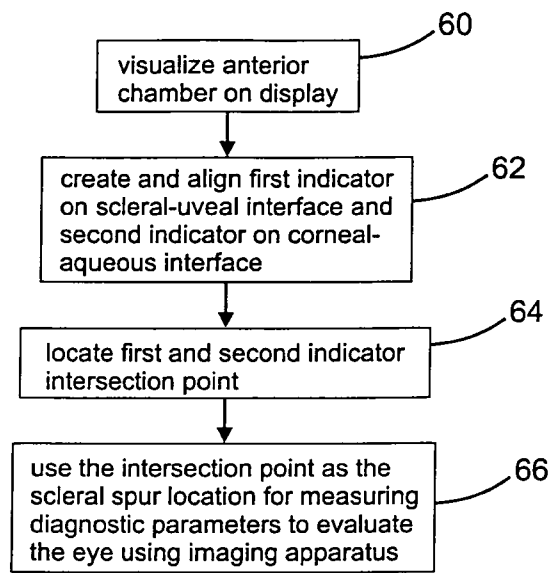 60
visualize anterior
chamber on display
62
create and align first indicator
on scleral-uveal interface and
second indicator on corneal-
aqueous interface
64
locate first and second indicator
intersection point
66
use the intersection point as the
scleral spur location for measuring
diagnostic parameters to evaluate
the eye using imaging apparatus